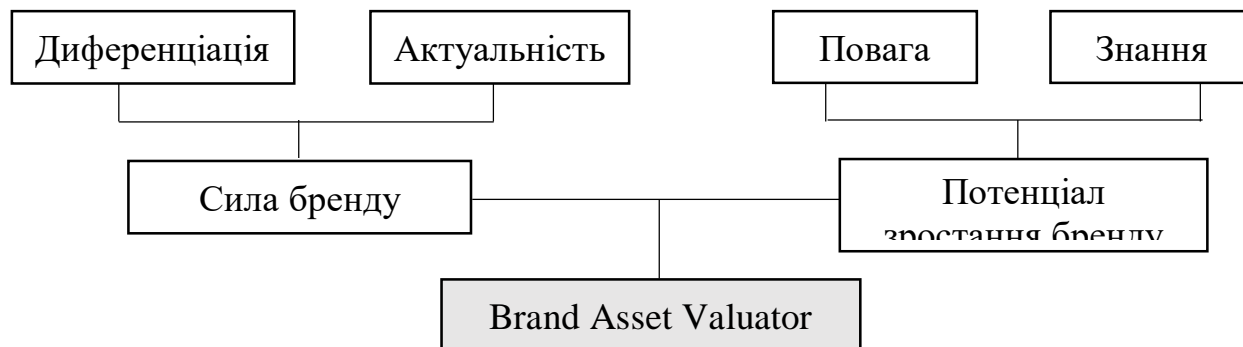 Диференціація
Актуальність
Повага
Знання
Сила бренду
Потенціал
зростання бренду
Brand Asset Valuator